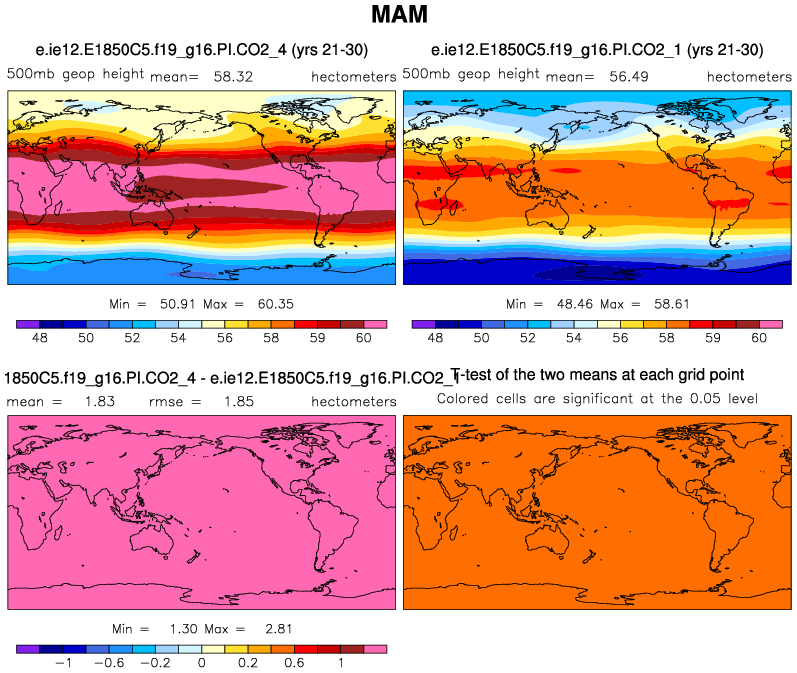 MAM
e.ie12.E1850C5.f19_g16.PI.CO2_4 (yrs 21-30)
500mb geop height mean= 58.32 hectometers
Min = 50.91 Max = 60.35
48 50 52 54 56 57 58 59 60
e.ie12.E1850C5.f19_g16.PI.CO2_1 (yrs 21-30)
500mb geop height mean= 56.49 hectometers
Min = 48.46 Max = 58.61
48 50 52 54 56 57 58 59 60
1850C5.f19_g16.PI.CO2_4 - e.ie12.E1850C5.f19_g16.PI.CO2_1
mean = 1.83 rmse = 1.85 hectometers
Min = 1.30 Max = 2.81
-1 -0.6 -0.2 0 0.2 0.6 1
T-test of the two means at each grid point
Colored cells are significant at the 0.05 level